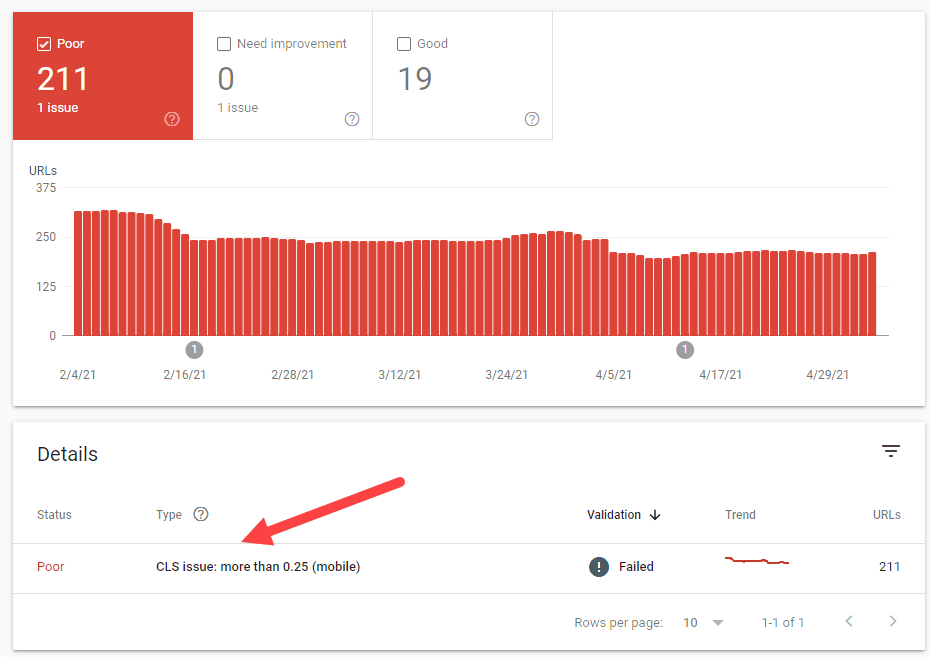 Poor
211
1 issue
Need improvement
0
1 issue
Good
19
URLs
375
250
125
0
1
1
2/4/21 2/16/21 2/28/21 3/12/21 3/24/21 4/5/21 4/17/21 4/29/21
Details
Status Type Validation Trend URLs
Poor CLS issue: more than 0.25 (mobile) Failed 211
Rows per page: 10 1-1 of 1